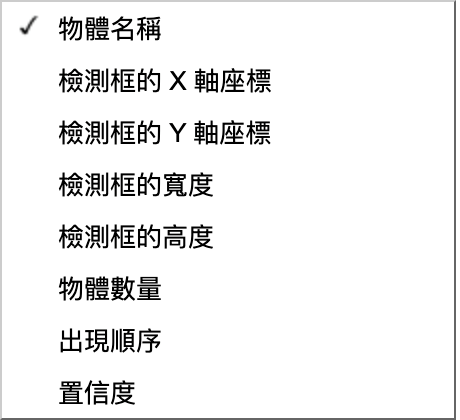 ✓ 物體名稱
檢測框的 X 軸座標
檢測框的 Y 軸座標
檢測框的寬度
檢測框的高度
物體數量
出現順序
置信度